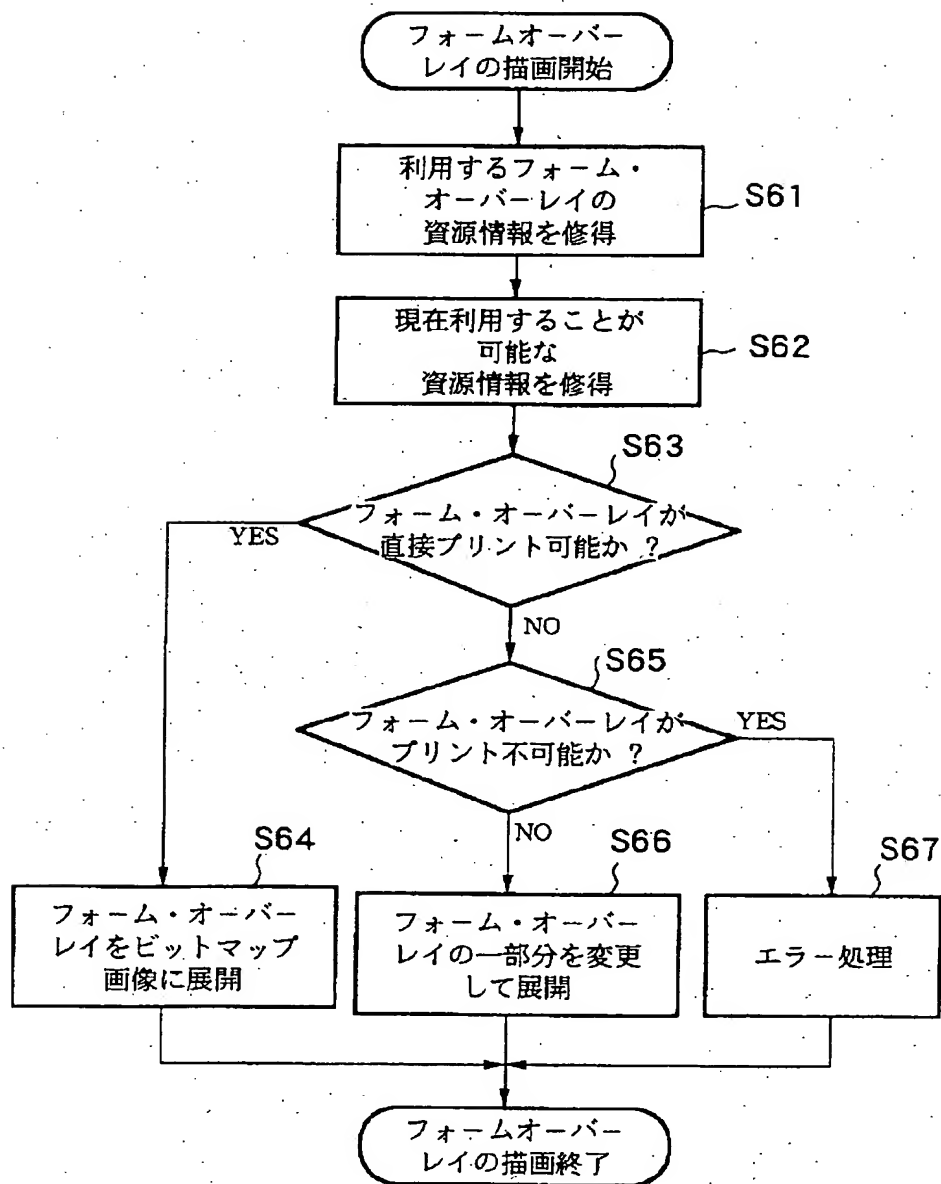 フォームオーバー
レイの描画開始
利用するフォーム・
オーバーレイの
資源情報を修得
S61
現在利用することが
可能な
資源情報を修得
S62
S63
フォーム・オーバーレイが
直接プリント可能か ?
YES
NO
S65
フォーム・オーバーレイが
プリント不可能か ?
YES
NO
S64
フォーム・オーバー
レイをビットマップ
画像に展開
S66
フォーム・オーバー
レイの一部分を変更
して展開
S67
エラー処理
フォームオーバー
レイの描画終了